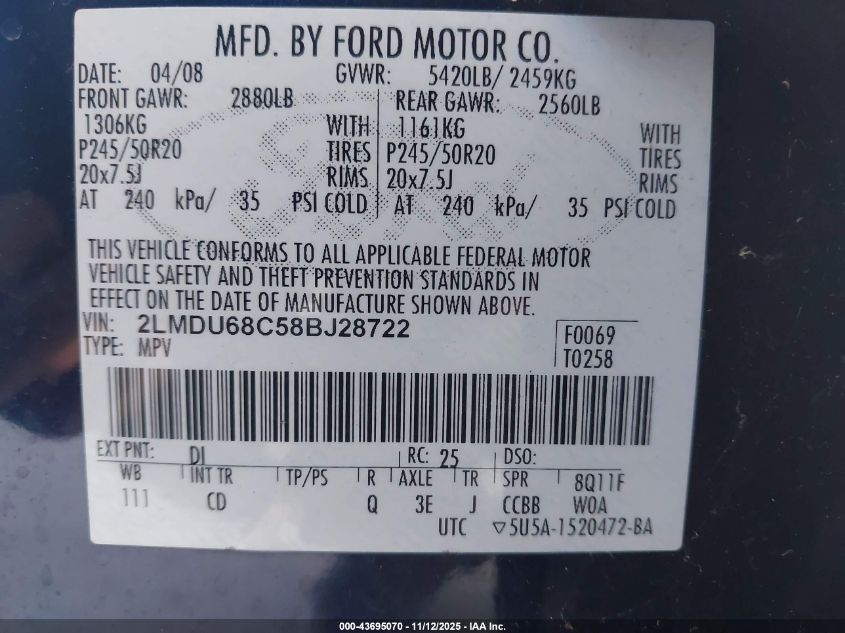 MFD. BY FORD MOTOR CO.
DATE: 04/08 GVWR: 5420LB/ 2459KG
FRONT GAWR: 2880LB REAR GAWR: 2560LB
1306KG WITH 1161KG WITH
P245/50R20 TIRES P245/50R20 TIRES
20x7.5J RIMS 20x7.5J RIMS
AT 240 kPa/ 35 PSI COLD AT 240 kPa/ 35 PSI COLD
THIS VEHICLE CONFORMS TO ALL APPLICABLE FEDERAL MOTOR
VEHICLE SAFETY AND THEFT PREVENTION STANDARDS IN
EFFECT ON THE DATE OF MANUFACTURE SHOWN ABOVE.
VIN: 2LMDU68C58BJ28722
TYPE: MPV
F0069
T0258
EXT PNT: DI RC: 25 DSO:
WB INT TR TP/PS R AXLE TR SPR 8Q11F
111 CD Q 3E J CCBB WOA
UTC ▽5U5A-1520472-BA
000-43695070 - 11/12/2025 - IAA Inc.